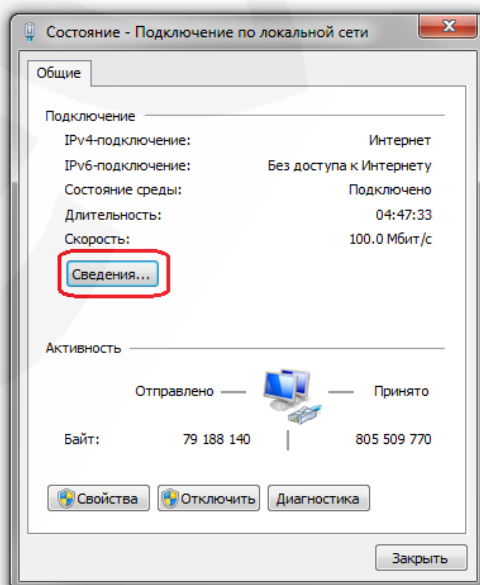 Состояние - Подключение по локальной сети
Общие
Подключение
IPv4-подключение: Интернет
IPv6-подключение: Без доступа к Интернету
Состояние среды: Подключено
Длительность: 04:47:33
Скорость: 100.0 Мбит/с
Сведения...
Активность
Отправлено — — Принято
Байт: 79 188 140 | 805 509 770
Свойства Отключить Диагностика
Закрыть